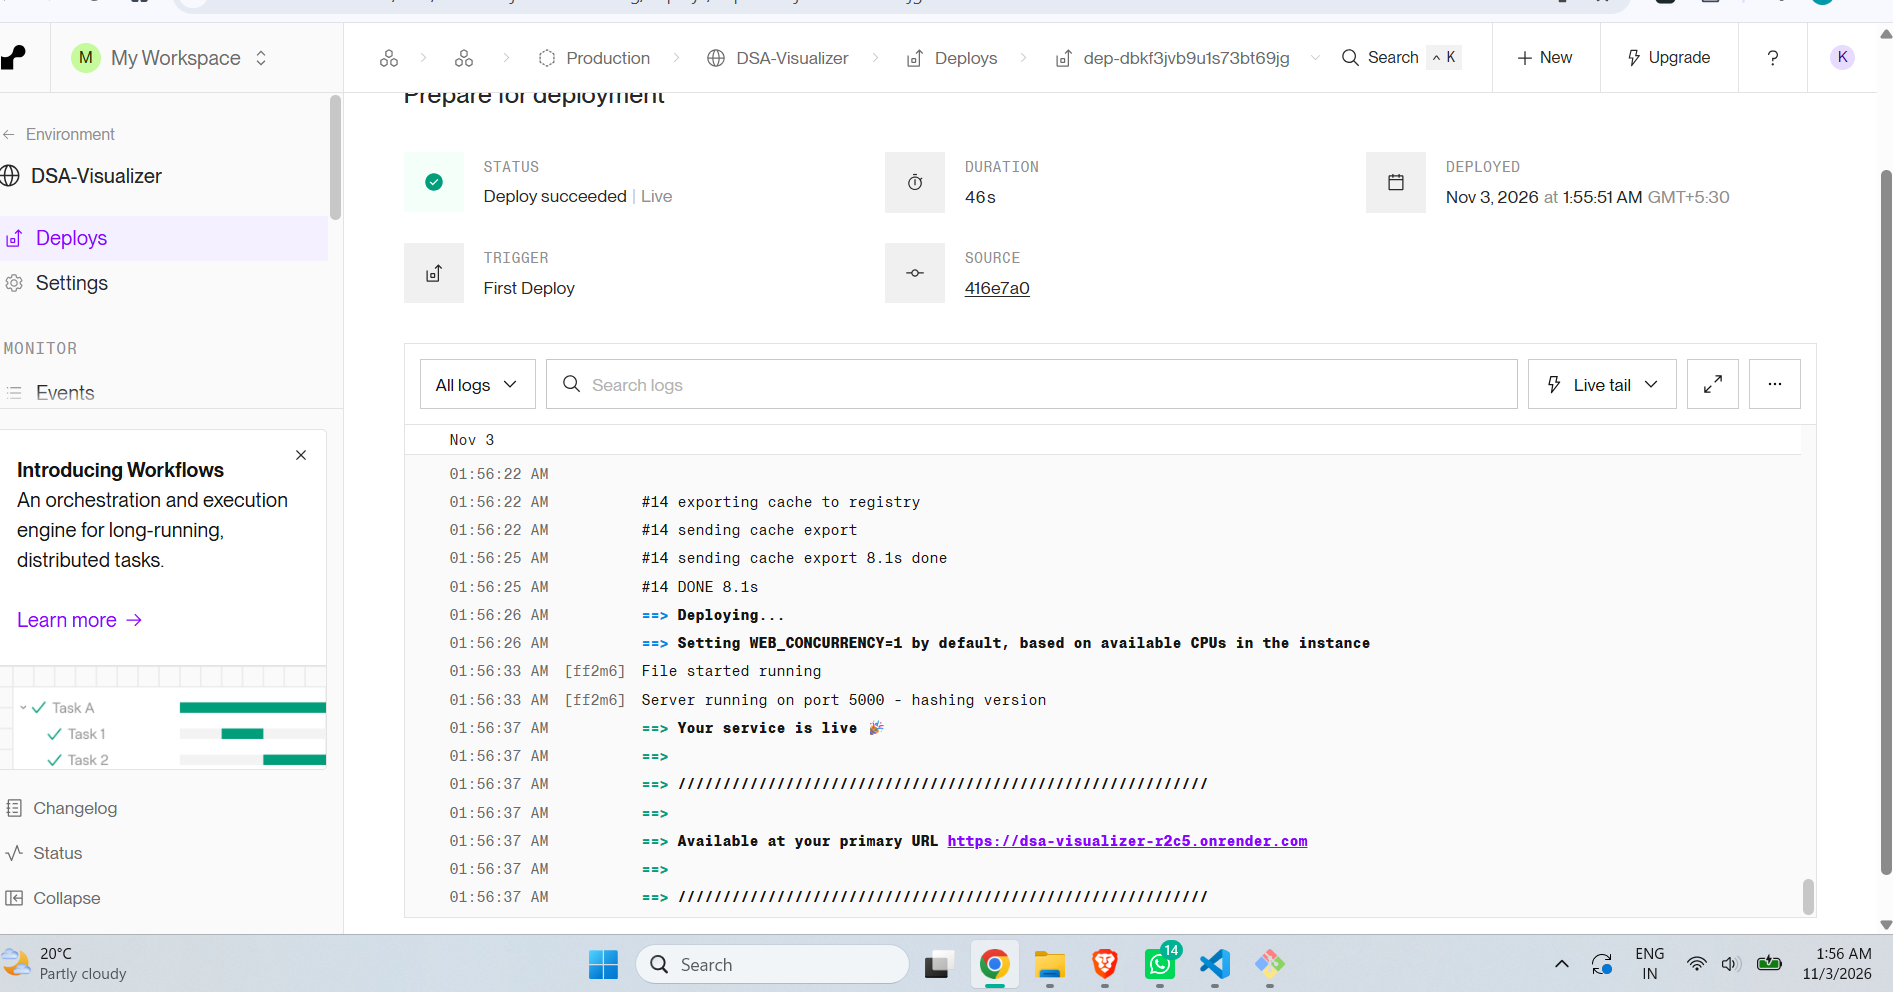 M My Workspace
Production
DSA-Visualizer
Deploys
dep-dbkf3jvb9u1s73bt69jg
Search ^ K
+ New
Upgrade
?
K
← Environment
DSA-Visualizer
Deploys
Settings
MONITOR
Events
Introducing Workflows
An orchestration and execution
engine for long-running,
distributed tasks.
Learn more →
Task A
Task 1
Task 2
Changelog
Status
Collapse
Prepare for deployment
STATUS
Deploy succeeded | Live
DURATION
46s
DEPLOYED
Nov 3, 2026 at 1:55:51 AM GMT+5:30
TRIGGER
First Deploy
SOURCE
416e7a0
All logs
Search logs
Live tail
...
Nov 3
01:56:22 AM
01:56:22 AM #14 exporting cache to registry
01:56:22 AM #14 sending cache export
01:56:25 AM #14 sending cache export 8.1s done
01:56:25 AM #14 DONE 8.1s
01:56:26 AM ==> Deploying...
01:56:26 AM ==> Setting WEB_CONCURRENCY=1 by default, based on available CPUs in the instance
01:56:33 AM [ff2m6] File started running
01:56:33 AM [ff2m6] Server running on port 5000 - hashing version
01:56:37 AM ==> Your service is live 🎉
01:56:37 AM ==>
01:56:37 AM ==> ///////////////////////////////////////////////////////////
01:56:37 AM ==>
01:56:37 AM ==> Available at your primary URL https://dsa-visualizer-r2c5.onrender.com
01:56:37 AM ==>
01:56:37 AM ==> ///////////////////////////////////////////////////////////
20°C
Partly cloudy
Search
14
ENG
IN
1:56 AM
11/3/2026